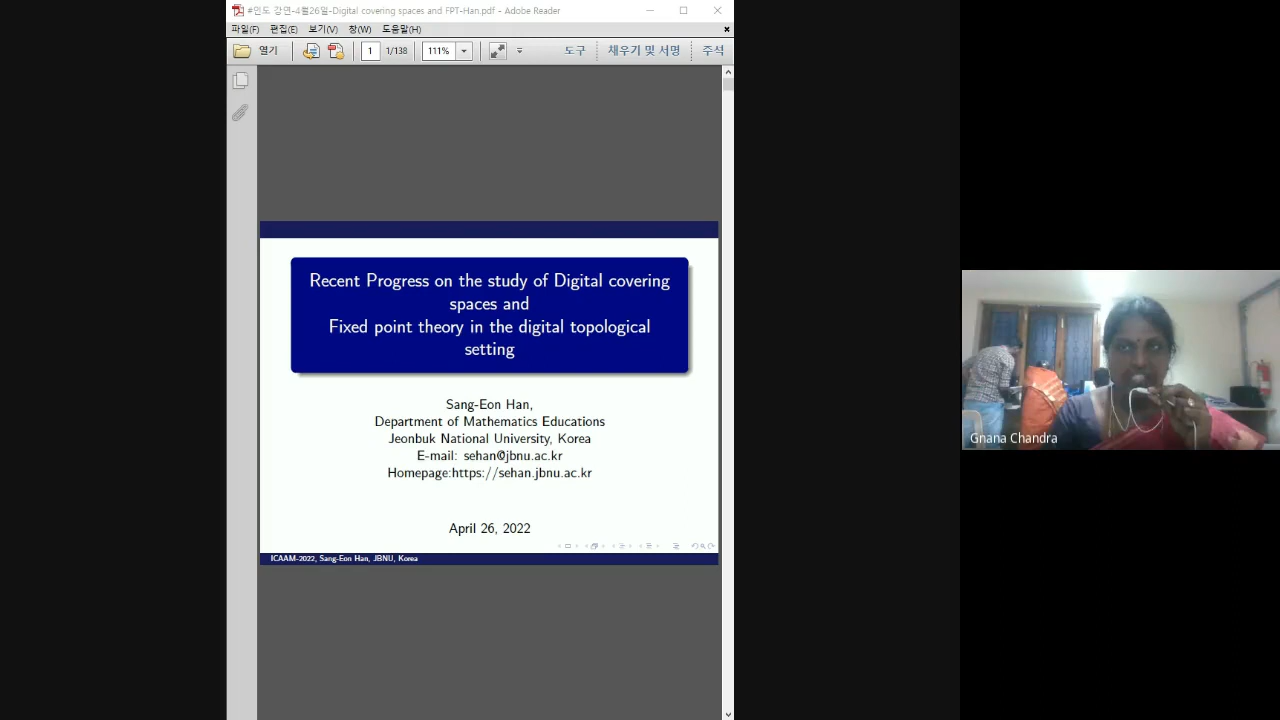 #인도 강연-4월26일-Digital covering spaces and FPT-Han.pdf - Adobe Reader
파일(F) 편집(E) 보기(V) 창(W) 도움말(H)
열기 1 /138 111% 도구 채우기 및 서명 주석
Recent Progress on the study of Digital covering
spaces and
Fixed point theory in the digital topological
setting
Sang-Eon Han,
Department of Mathematics Educations
Jeonbuk National University, Korea
E-mail: sehan@jbnu.ac.kr
Homepage:https://sehan.jbnu.ac.kr
April 26, 2022
ICAAM-2022, Sang-Eon Han, JBNU, Korea
Gnana Chandra